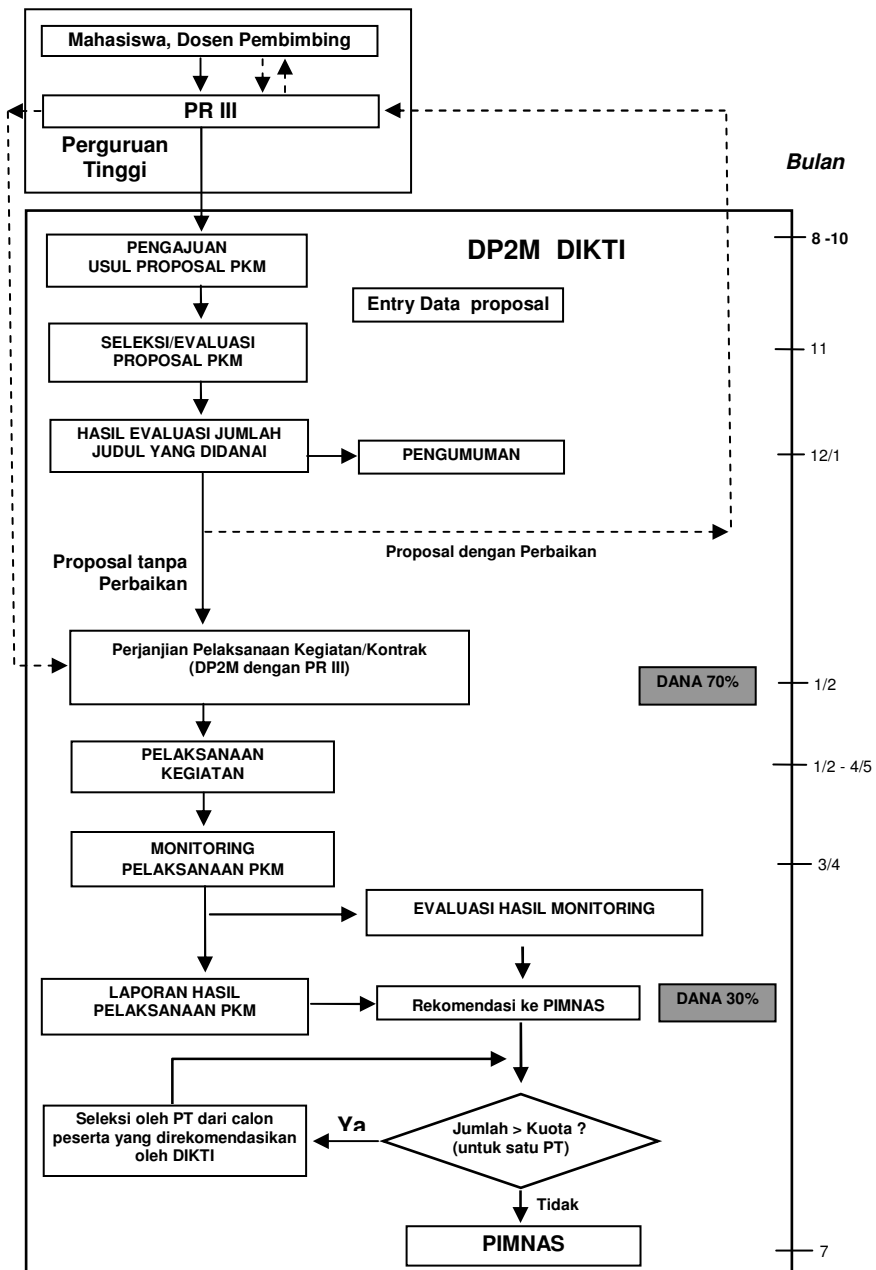 Mahasiswa, Dosen Pembimbing
PR III
Perguruan
Tinggi
Bulan
PENGAJUAN
USUL PROPOSAL PKM
DP2M DIKTI
8 -10
Entry Data proposal
SELEKSI/EVALUASI
PROPOSAL PKM
11
HASIL EVALUASI JUMLAH
JUDUL YANG DIDANAI
PENGUMUMAN
12/1
Proposal dengan Perbaikan
Proposal tanpa
Perbaikan
Perjanjian Pelaksanaan Kegiatan/Kontrak
(DP2M dengan PR III)
DANA 70%
1/2
PELAKSANAAN
KEGIATAN
1/2 - 4/5
MONITORING
PELAKSANAAN PKM
3/4
EVALUASI HASIL MONITORING
LAPORAN HASIL
PELAKSANAAN PKM
Rekomendasi ke PIMNAS
DANA 30%
Seleksi oleh PT dari calon
peserta yang direkomendasikan
oleh DIKTI
Ya
Jumlah > Kuota ?
(untuk satu PT)
Tidak
PIMNAS
7